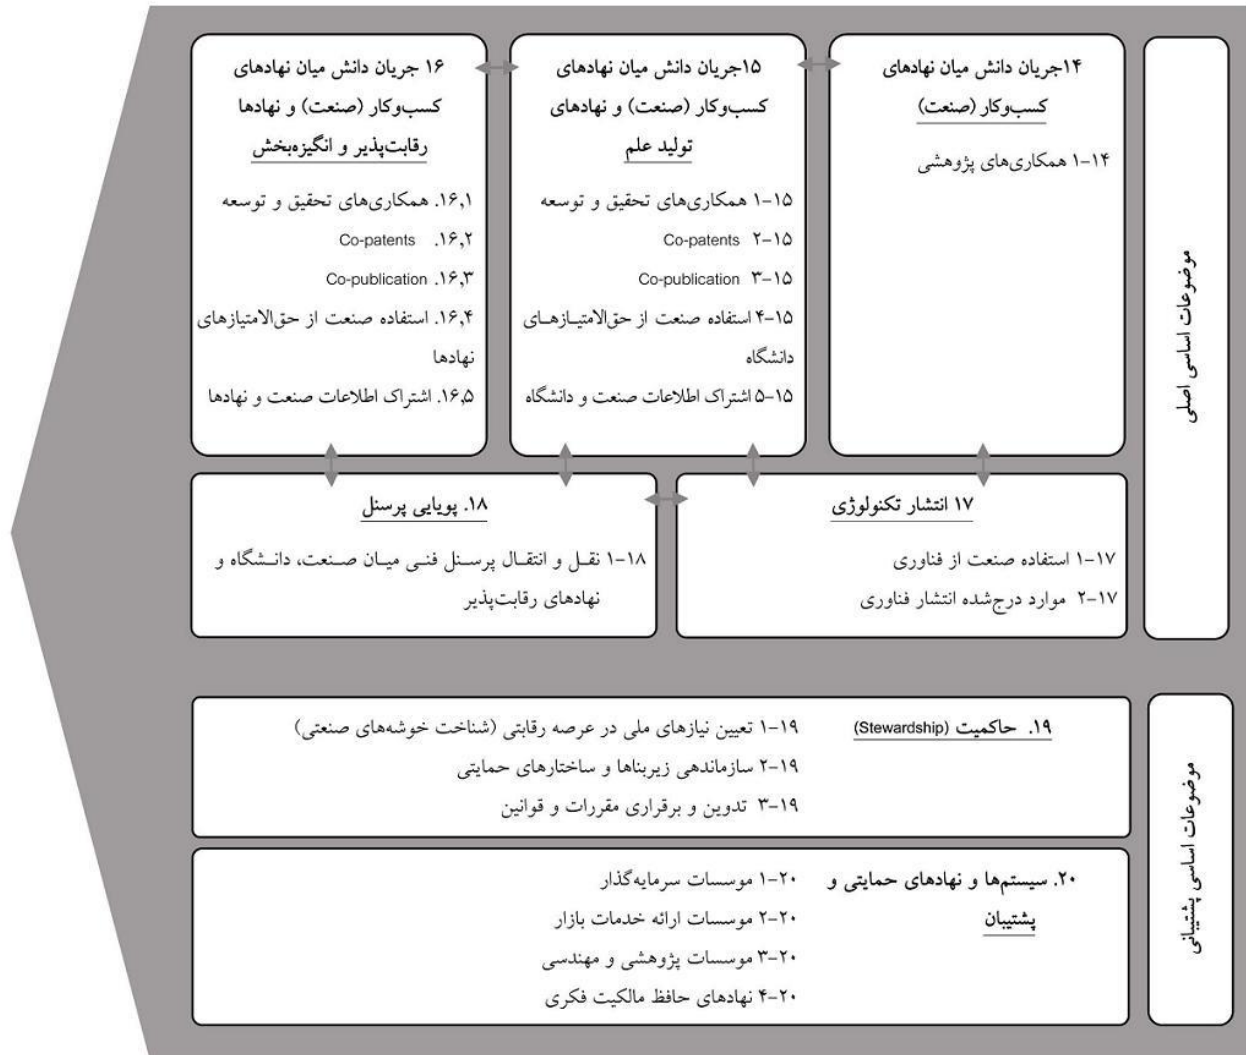 موضوعات اساسی اصلی
۱۴جریان دانش میان نهادهای
کسب‌وکار (صنعت)
۱۴-۱ همکاری‌های پژوهشی
۱۵جریان دانش میان نهادهای
کسب‌وکار (صنعت) و نهادهای
تولید علم
۱۵-۱ همکاری‌های تحقیق و توسعه
۱۵-۲ Co-patents
۱۵-۳ Co-publication
۱۵-۴ استفاده صنعت از حق‌الامتیـازهـای
دانشگاه
۱۵-۵ اشتراک اطلاعات صنعت و دانشگاه
۱۶ جریان دانش میان نهادهای
کسب‌وکار (صنعت) و نهادها
رقابت‌پذیر و انگیزه‌بخش
۱۶,۱. همکاری‌های تحقیق و توسعه
۱۶,۲. Co-patents
۱۶,۳. Co-publication
۱۶,۴. استفاده صنعت از حق‌الامتیازهای
نهادها
۱۶,۵. اشتراک اطلاعات صنعت و نهادها
۱۷ انتشار تکنولوژی
۱۷-۱ استفاده صنعت از فناوری
۱۷-۲ موارد درج‌شده انتشار فناوری
۱۸. پویایی پرسنل
۱۸-۱ نقـل و انتقـال پرسـنل فنـی میـان صـنعت، دانـشگاه و
نهادهای رقابت‌پذیر
موضوعات اساسی پشتیبانی
۱۹. حاکمیت (Stewardship)
۱۹-۱ تعیین نیازهای ملی در عرصه رقابتی (شناخت خوشه‌های صنعتی)
۱۹-۲ سازماندهی زیربناها و ساختارهای حمایتی
۱۹-۳ تدوین و برقراری مقررات و قوانین
۲۰. سیستم‌ها و نهادهای حمایتی و
پشتیبان
۲۰-۱ موسسات سرمایه‌گذار
۲۰-۲ موسسات ارائه خدمات بازار
۲۰-۳ موسسات پژوهشی و مهندسی
۲۰-۴ نهادهای حافظ مالکیت فکری